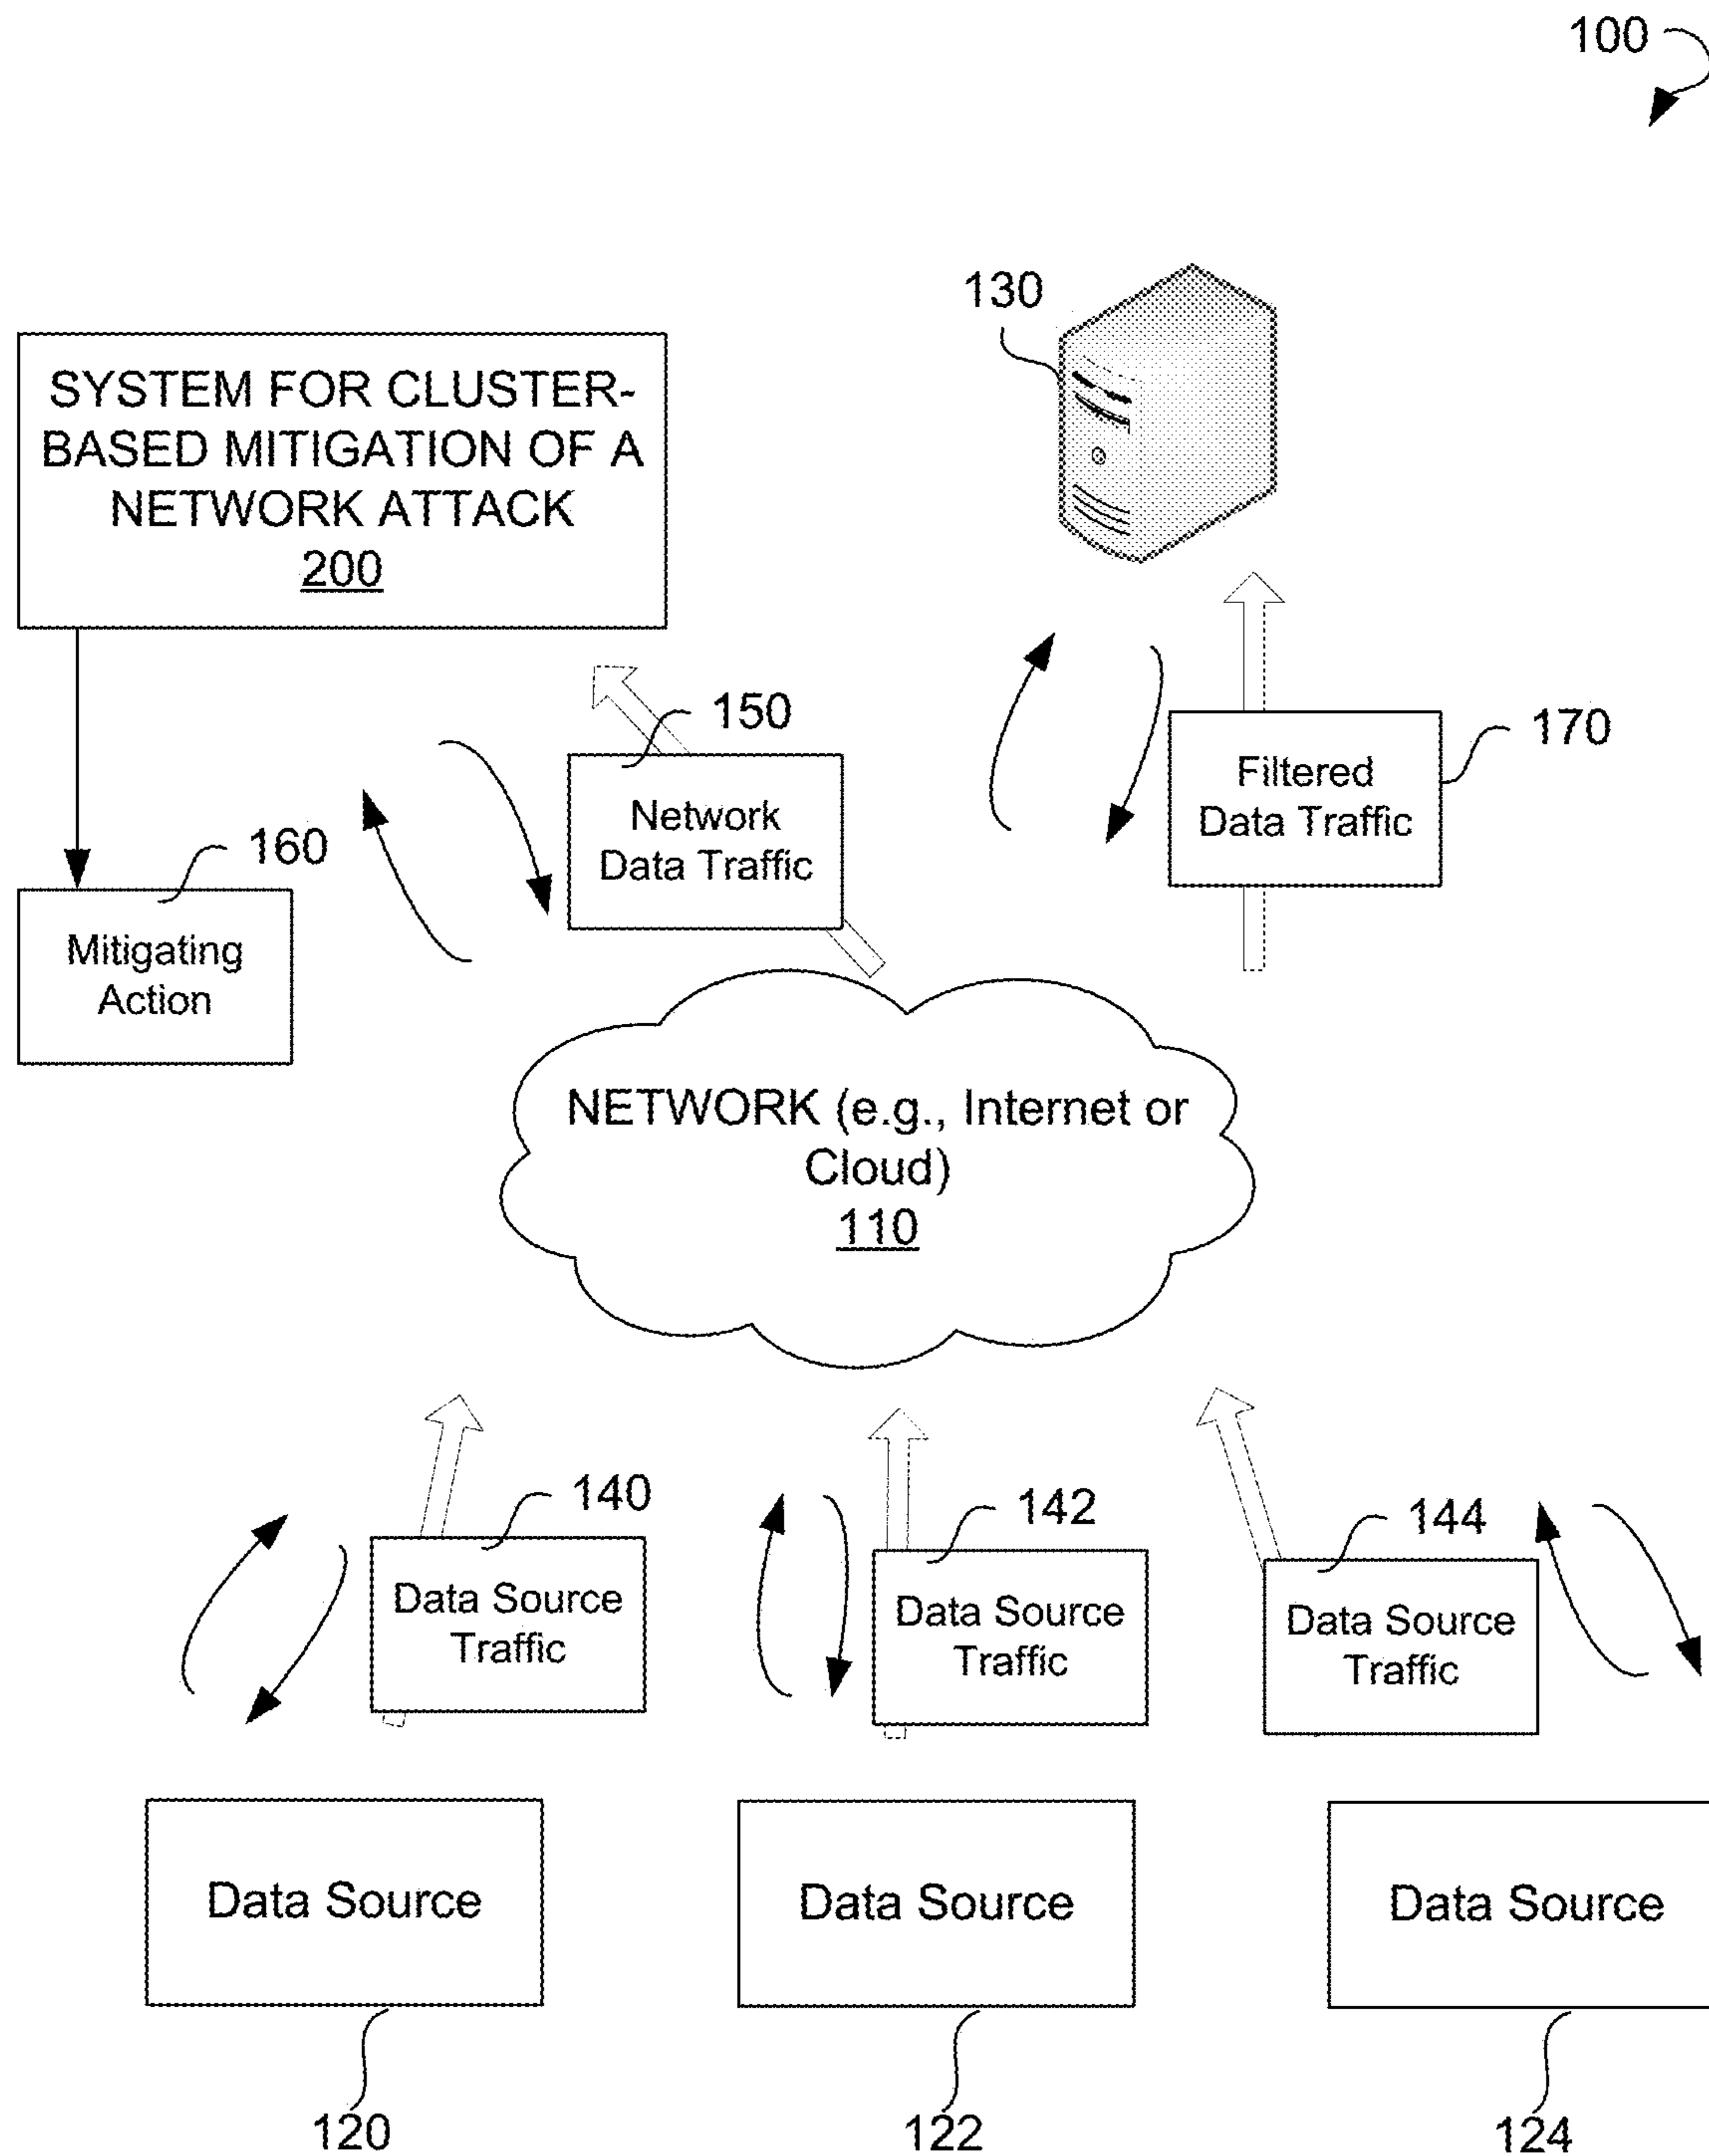 100
130
SYSTEM FOR CLUSTER-
BASED MITIGATION OF A
NETWORK ATTACK
200
150
170
Network
Data Traffic
Filtered
Data Traffic
160
Mitigating
Action
NETWORK (e.g., Internet or
Cloud)
110
140
142
144
Data Source
Traffic
Data Source
Traffic
Data Source
Traffic
Data Source
Data Source
Data Source
120
122
124